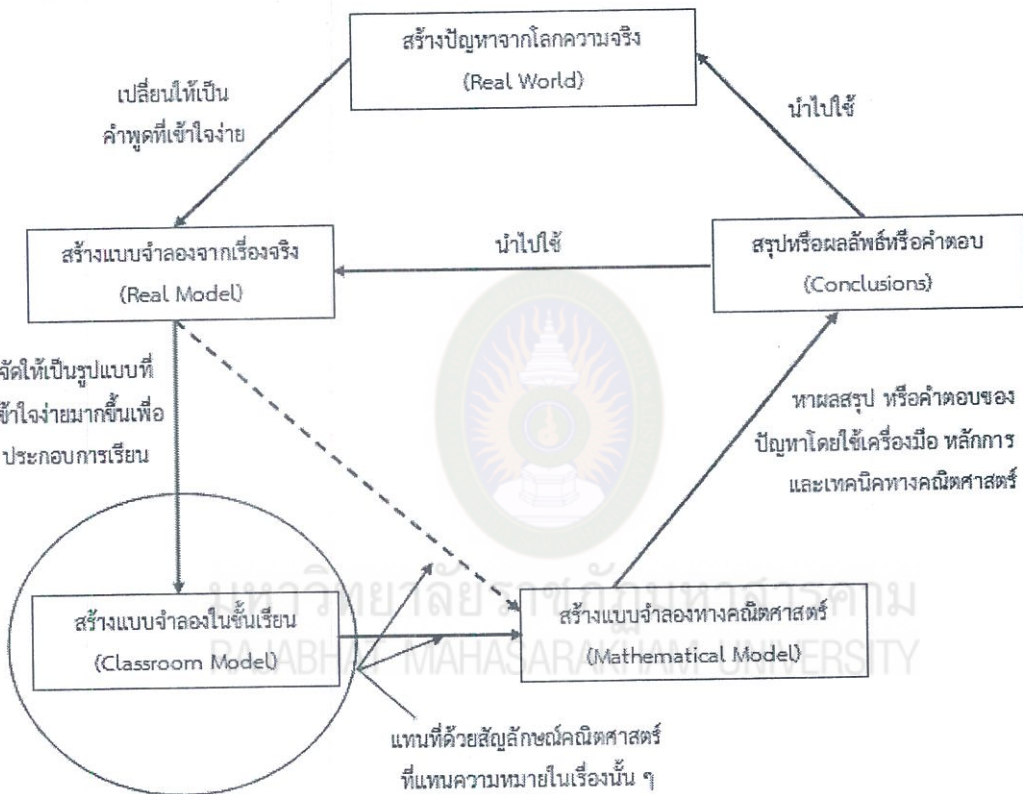 สร้างปัญหาจากโลกความจริง
(Real World)
เปลี่ยนให้เป็น
คำพูดที่เข้าใจง่าย
นำไปใช้
สร้างแบบจำลองจากเรื่องจริง
(Real Model)
นำไปใช้
สรุปหรือผลลัพธ์หรือคำตอบ
(Conclusions)
จัดให้เป็นรูปแบบที่
ข้าใจง่ายมากขึ้นเพื่อ
ประกอบการเรียน
หาผลสรุป หรือคำตอบของ
ปัญหาโดยใช้เครื่องมือ หลักการ
และเทคนิคทางคณิตศาสตร์
มหาวิทยาลัยราชภัฏมหาสารคาม
RAJABHAT MAHASARAKHAM UNIVERSITY
สร้างแบบจำลองในชั้นเรียน
(Classroom Model)
สร้างแบบจำลองทางคณิตศาสตร์
(Mathematical Model)
แทนที่ด้วยสัญลักษณ์คณิตศาสตร์
ที่แทนความหมายในเรื่องนั้น ๆ